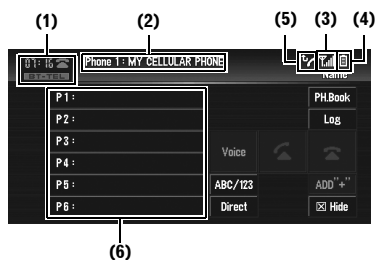 (1) (2) (5) (3) (4)
01:16
BT-TEL
Phone 1: MY CELLULAR PHONE
Name
P1: PH.Book
P2: Log
P3:
Voice
P4:
P5: ABC/123 ADD"+"
P6: Direct Hide
(6)